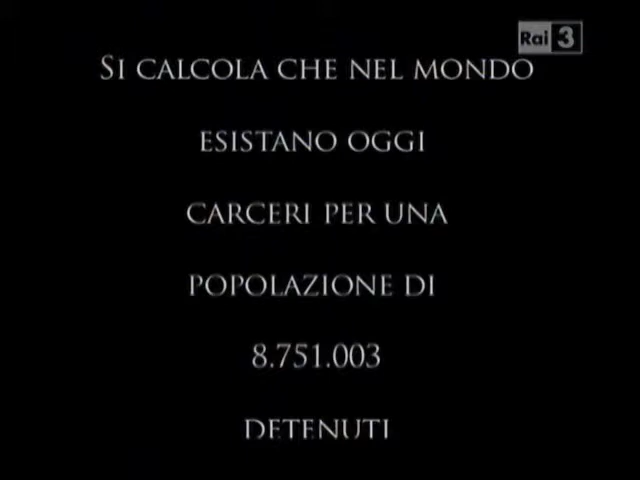 Rai 3
SI CALCOLA CHE NEL MONDO
ESISTANO OGGI
CARCERI PER UNA
POPOLAZIONE DI
8.751.003
DETENUTI